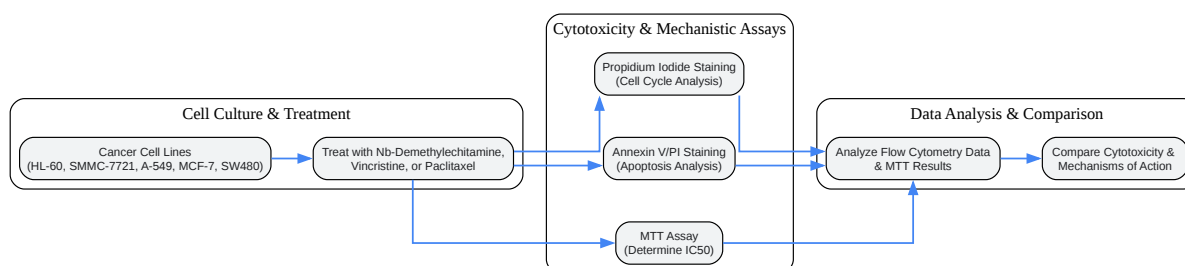 Cell Culture & Treatment
Cancer Cell Lines
(HL-60, SMMC-7721, A-549, MCF-7, SW480)
Treat with Nb-Demethylechitamine,
Vincristine, or Paclitaxel
Cytotoxicity & Mechanistic Assays
Propidium Iodide Staining
(Cell Cycle Analysis)
Annexin V/PI Staining
(Apoptosis Analysis)
MTT Assay
(Determine IC50)
Data Analysis & Comparison
Analyze Flow Cytometry Data
& MTT Results
Compare Cytotoxicity &
Mechanisms of Action